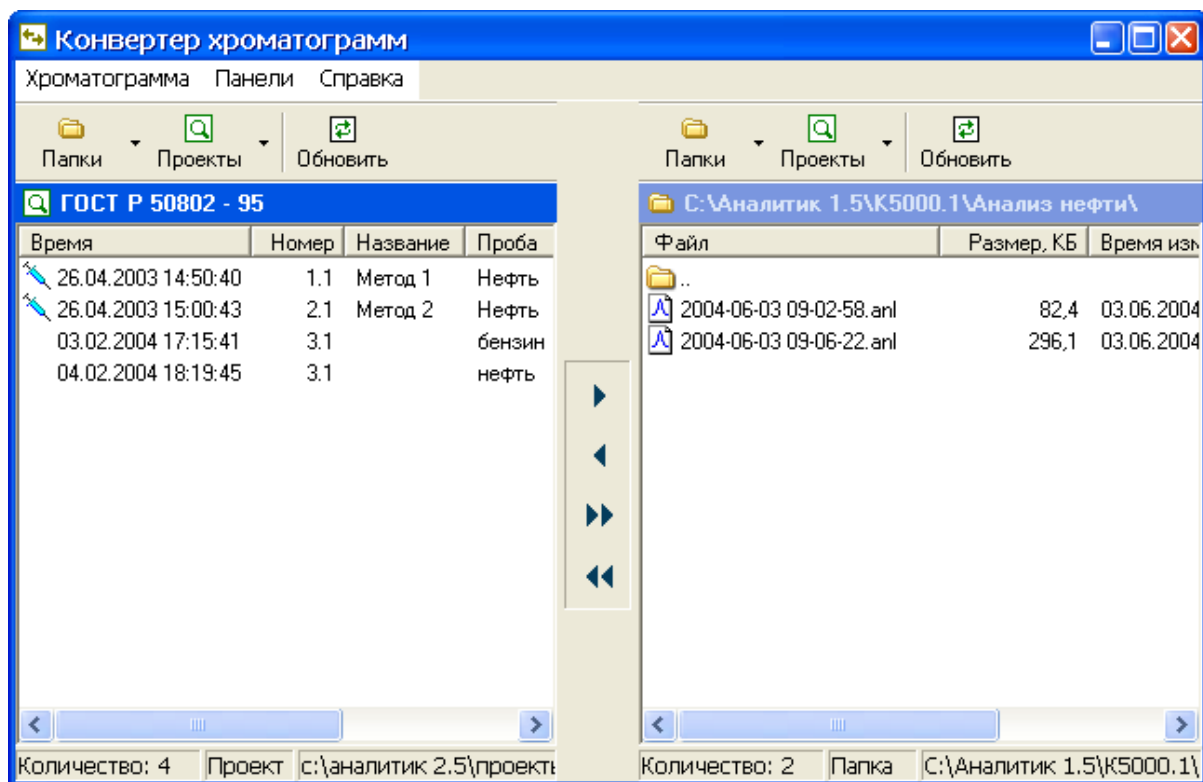 Конвертер хроматограмм
Хроматограмма Панели Справка
Папки Проекты Обновить
ГОСТ Р 50802 - 95
Время Номер Название Проба
26.04.2003 14:50:40 1.1 Метод 1 Нефть
26.04.2003 15:00:43 2.1 Метод 2 Нефть
03.02.2004 17:15:41 3.1 бензин
04.02.2004 18:19:45 3.1 нефть
Количество: 4 Проект с:\аналитик 2.5\проекты
Папки Проекты Обновить
C:\Аналитик 1.5\K5000.1\Анализ нефти\
Файл Размер, КБ Время изм
..
2004-06-03 09-02-58.anl 82,4 03.06.2004
2004-06-03 09-06-22.anl 296,1 03.06.2004
Количество: 2 Папка C:\Аналитик 1.5\K5000.1\